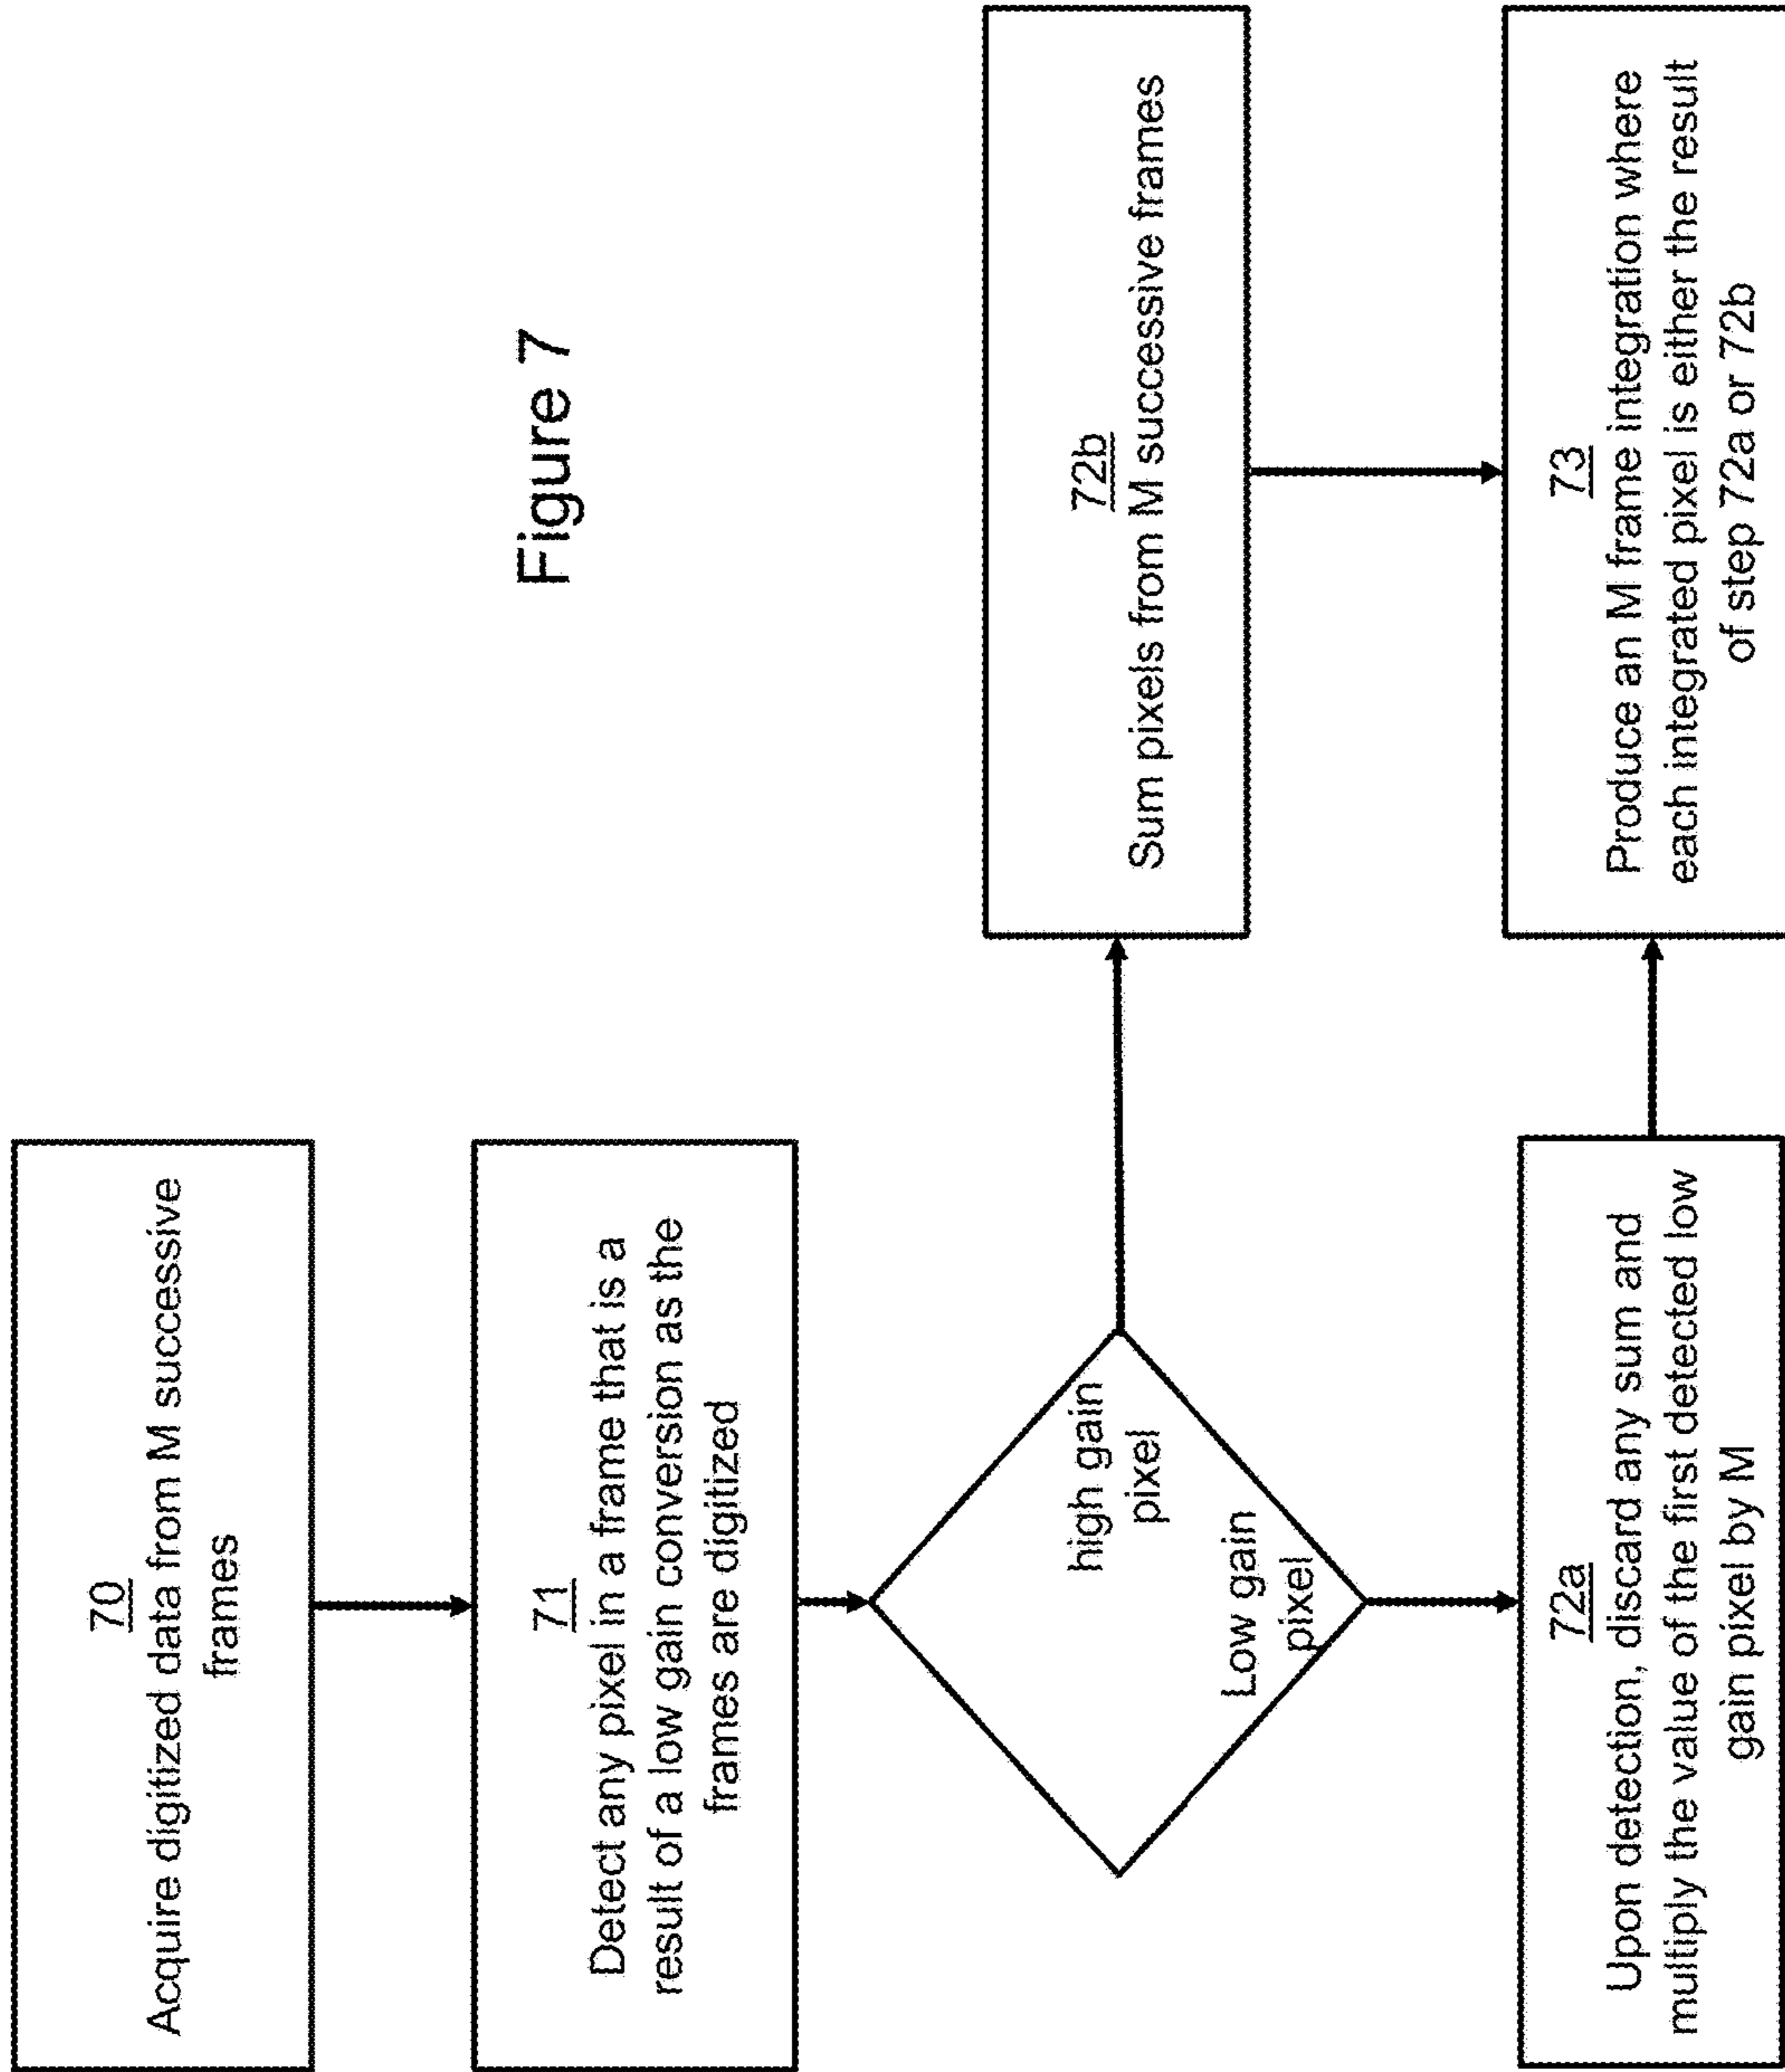 70
Acquire digitized data from M successive
frames
71
Detect any pixel in a frame that is a
result of a low gain conversion as the
frames are digitized
high gain
pixel
Low gain
pixel
72a
Upon detection, discard any sum and
multiply the value of the first detected low
gain pixel by M
Figure 7
72b
Sum pixels from M successive frames
73
Produce an M frame integration where
each integrated pixel is either the result
of step 72a or 72b